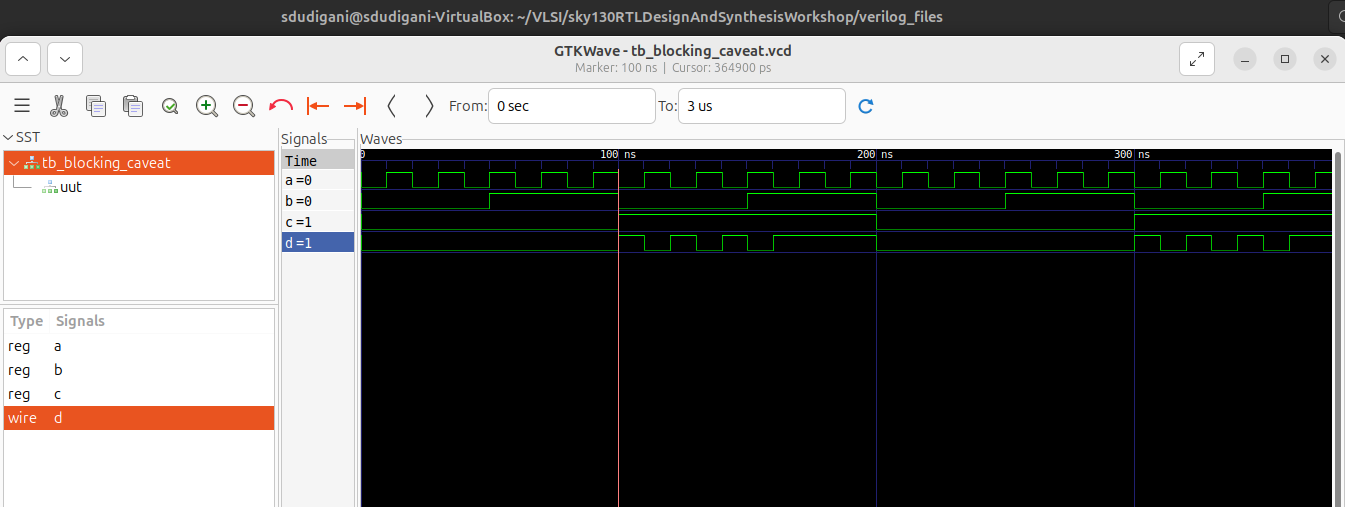 sdudigani@sdudigani-VirtualBox: ~/VLSI/sky130RTLDesignAndSynthesisWorkshop/verilog_files
GTKWave - tb_blocking_caveat.vcd
Marker: 100 ns | Cursor: 364900 ps
From: 0 sec To: 3 us
SST
tb_blocking_caveat
uut
Type Signals
reg a
reg b
reg c
wire d
Signals
Time
a=0
b=0
c=1
d=1
Waves
0 100 ns 200 ns 300 ns